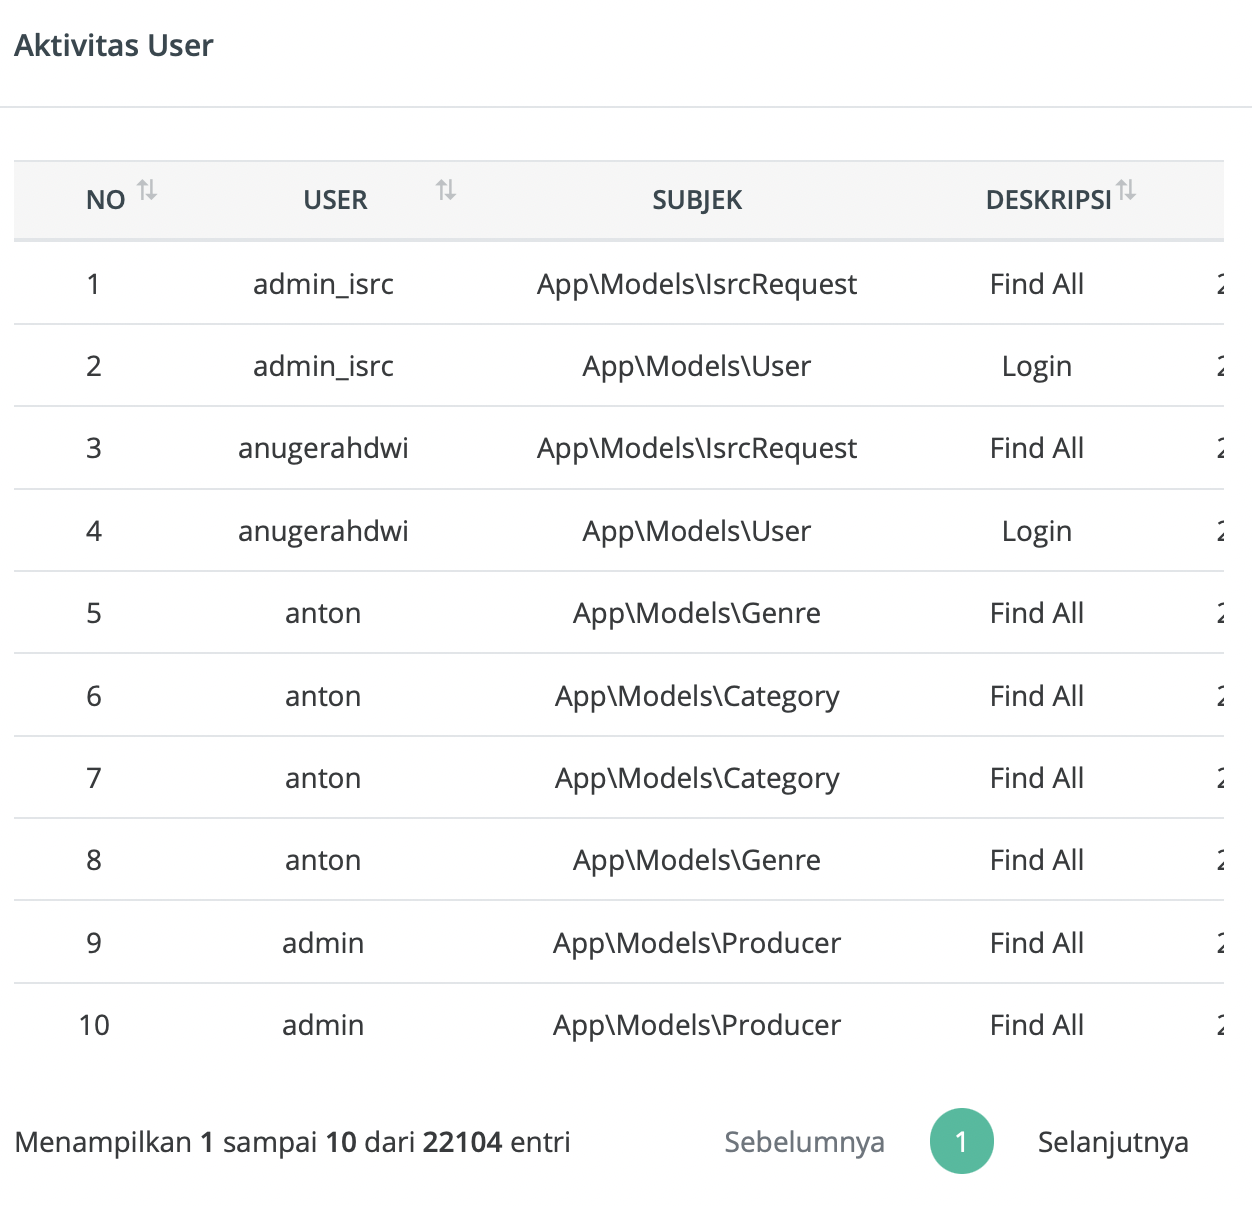 Aktivitas User
NO USER SUBJEK DESKRIPSI
1 admin_isrc App\Models\IsrcRequest Find All
2 admin_isrc App\Models\User Login
3 anugerahdwi App\Models\IsrcRequest Find All
4 anugerahdwi App\Models\User Login
5 anton App\Models\Genre Find All
6 anton App\Models\Category Find All
7 anton App\Models\Category Find All
8 anton App\Models\Genre Find All
9 admin App\Models\Producer Find All
10 admin App\Models\Producer Find All
Menampilkan 1 sampai 10 dari 22104 entri Sebelumnya 1 Selanjutnya